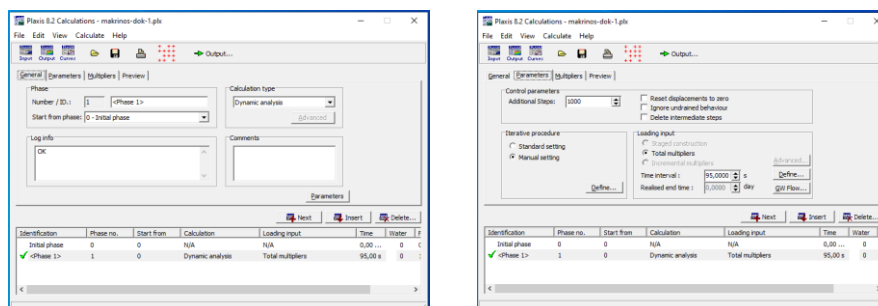 Plaxis 8.2 Calculations - makrinos-dok-1.plx
File Edit View Calculate Help
Input Output Curves Output...
General Parameters Multipliers Preview
Phase
Number / ID.: 1 <Phase 1>
Start from phase: 0 - Initial phase
Calculation type
Dynamic analysis
Advanced
Log info
OK
Comments
Parameters
Next Insert Delete...
Identification Phase no. Start from Calculation Loading input Time Water
Initial phase 0 0 N/A N/A 0,00 ... 0
<Phase 1> 1 0 Dynamic analysis Total multipliers 95,00 s 0
Plaxis 8.2 Calculations - makrinos-dok-1.plx
File Edit View Calculate Help
Input Output Curves Output...
General Parameters Multipliers Preview
Control parameters
Additional Steps: 1000
Reset displacements to zero
Ignore undrained behaviour
Delete intermediate steps
Iterative procedure
Standard setting
Manual setting
Define...
Loading input
Staged construction
Total multipliers
Incremental multipliers
Advanced...
Time interval : 95,0000 s Define...
Realised end time : 0,0000 day GW Flow...
Next Insert Delete...
Identification Phase no. Start from Calculation Loading input Time Water
Initial phase 0 0 N/A N/A 0,00 ... 0
<Phase 1> 1 0 Dynamic analysis Total multipliers 95,00 s 0